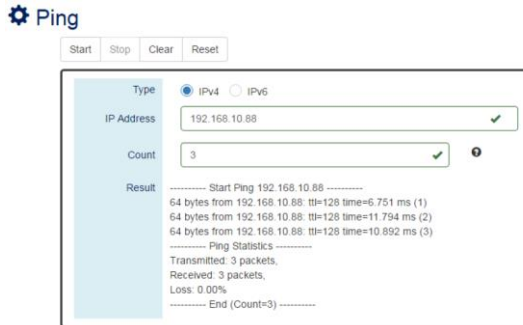 Ping
Start Stop Clear Reset
Type IPv4 IPv6
IP Address 192.168.10.88
Count 3
Result ---------- Start Ping 192.168.10.88 ----------
64 bytes from 192.168.10.88: ttl=128 time=6.751 ms (1)
64 bytes from 192.168.10.88: ttl=128 time=11.794 ms (2)
64 bytes from 192.168.10.88: ttl=128 time=10.892 ms (3)
---------- Ping Statistics ----------
Transmitted: 3 packets,
Received: 3 packets,
Loss: 0.00%
---------- End (Count=3) ----------